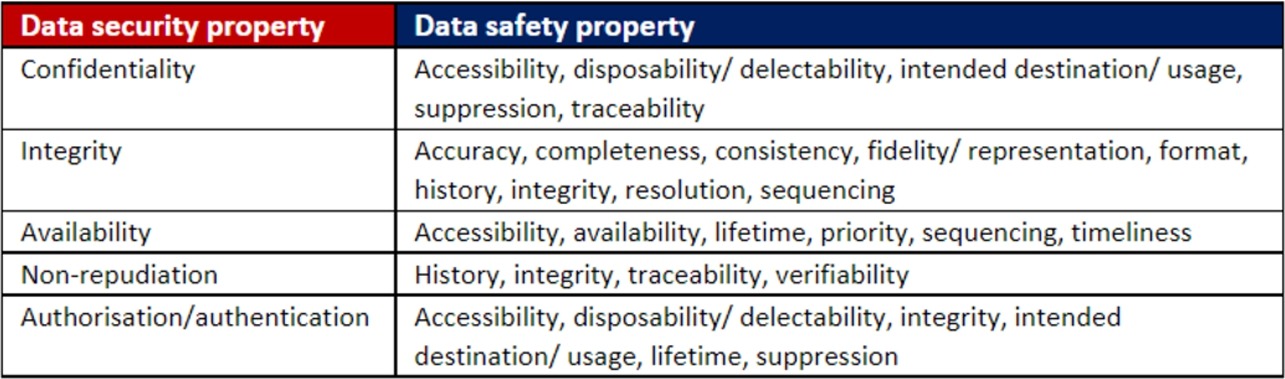 Data security property Data safety property
Confidentiality Accessibility, disposability/ delectability, intended destination/ usage,
suppression, traceability
Integrity Accuracy, completeness, consistency, fidelity/ representation, format,
history, integrity, resolution, sequencing
Availability Accessibility, availability, lifetime, priority, sequencing, timeliness
Non-repudiation History, integrity, traceability, verifiability
Authorisation/authentication Accessibility, disposability/ delectability, integrity, intended
destination/ usage, lifetime, suppression